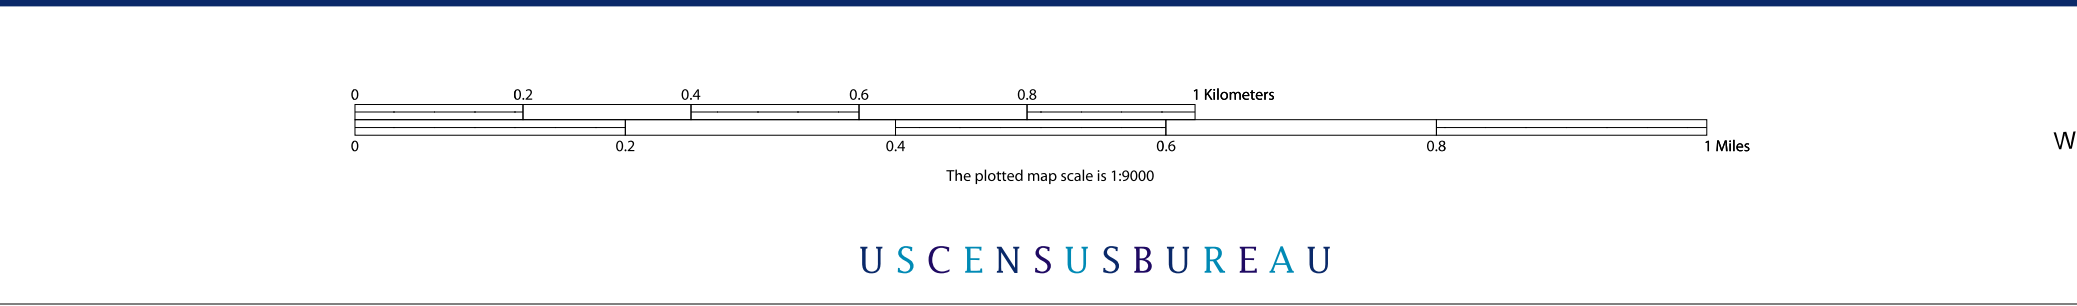 0 0.2 0.4 0.6 0.8 1 Kilometers
0 0.2 0.4 0.6 0.8 1 Miles
W
The plotted map scale is 1:9000
USCENSUSBUREAU